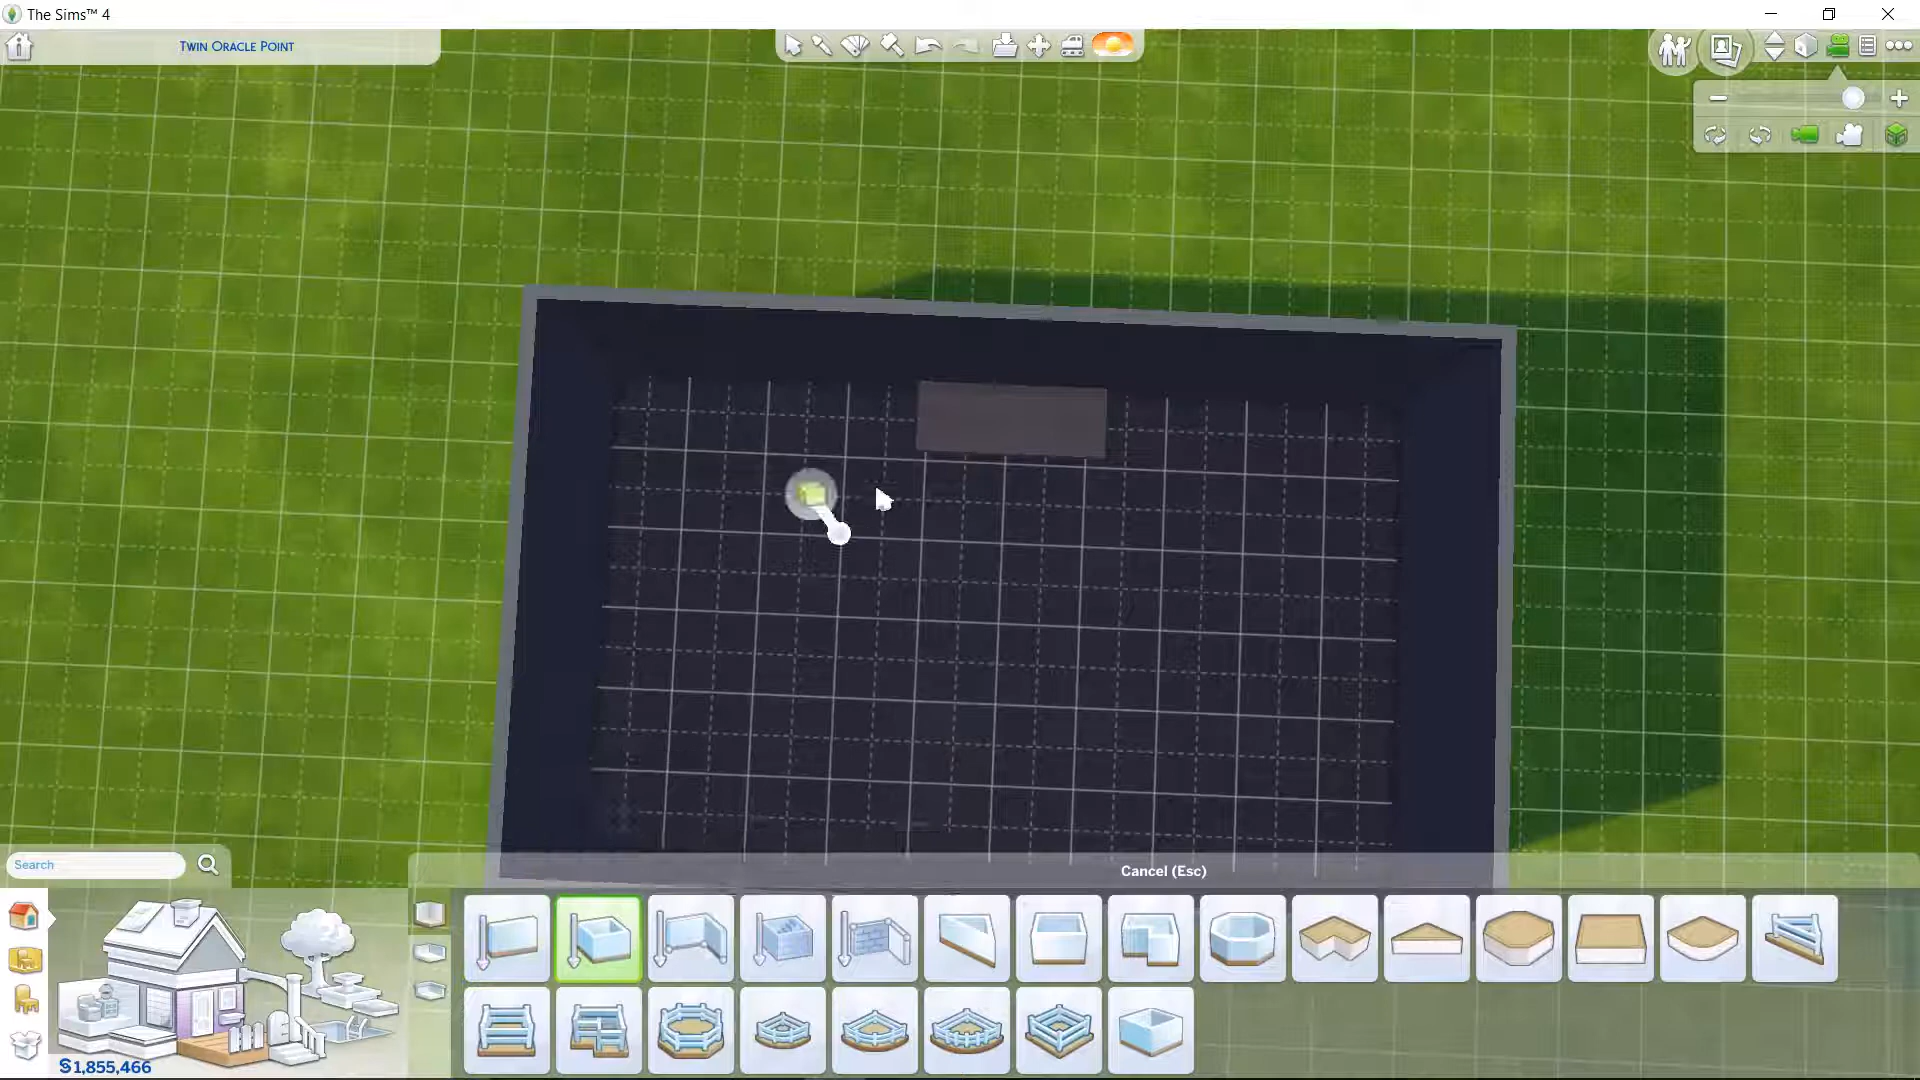 The Sims™ 4
TWIN ORACLE POINT
Cancel (Esc)
Search
§1,855,466